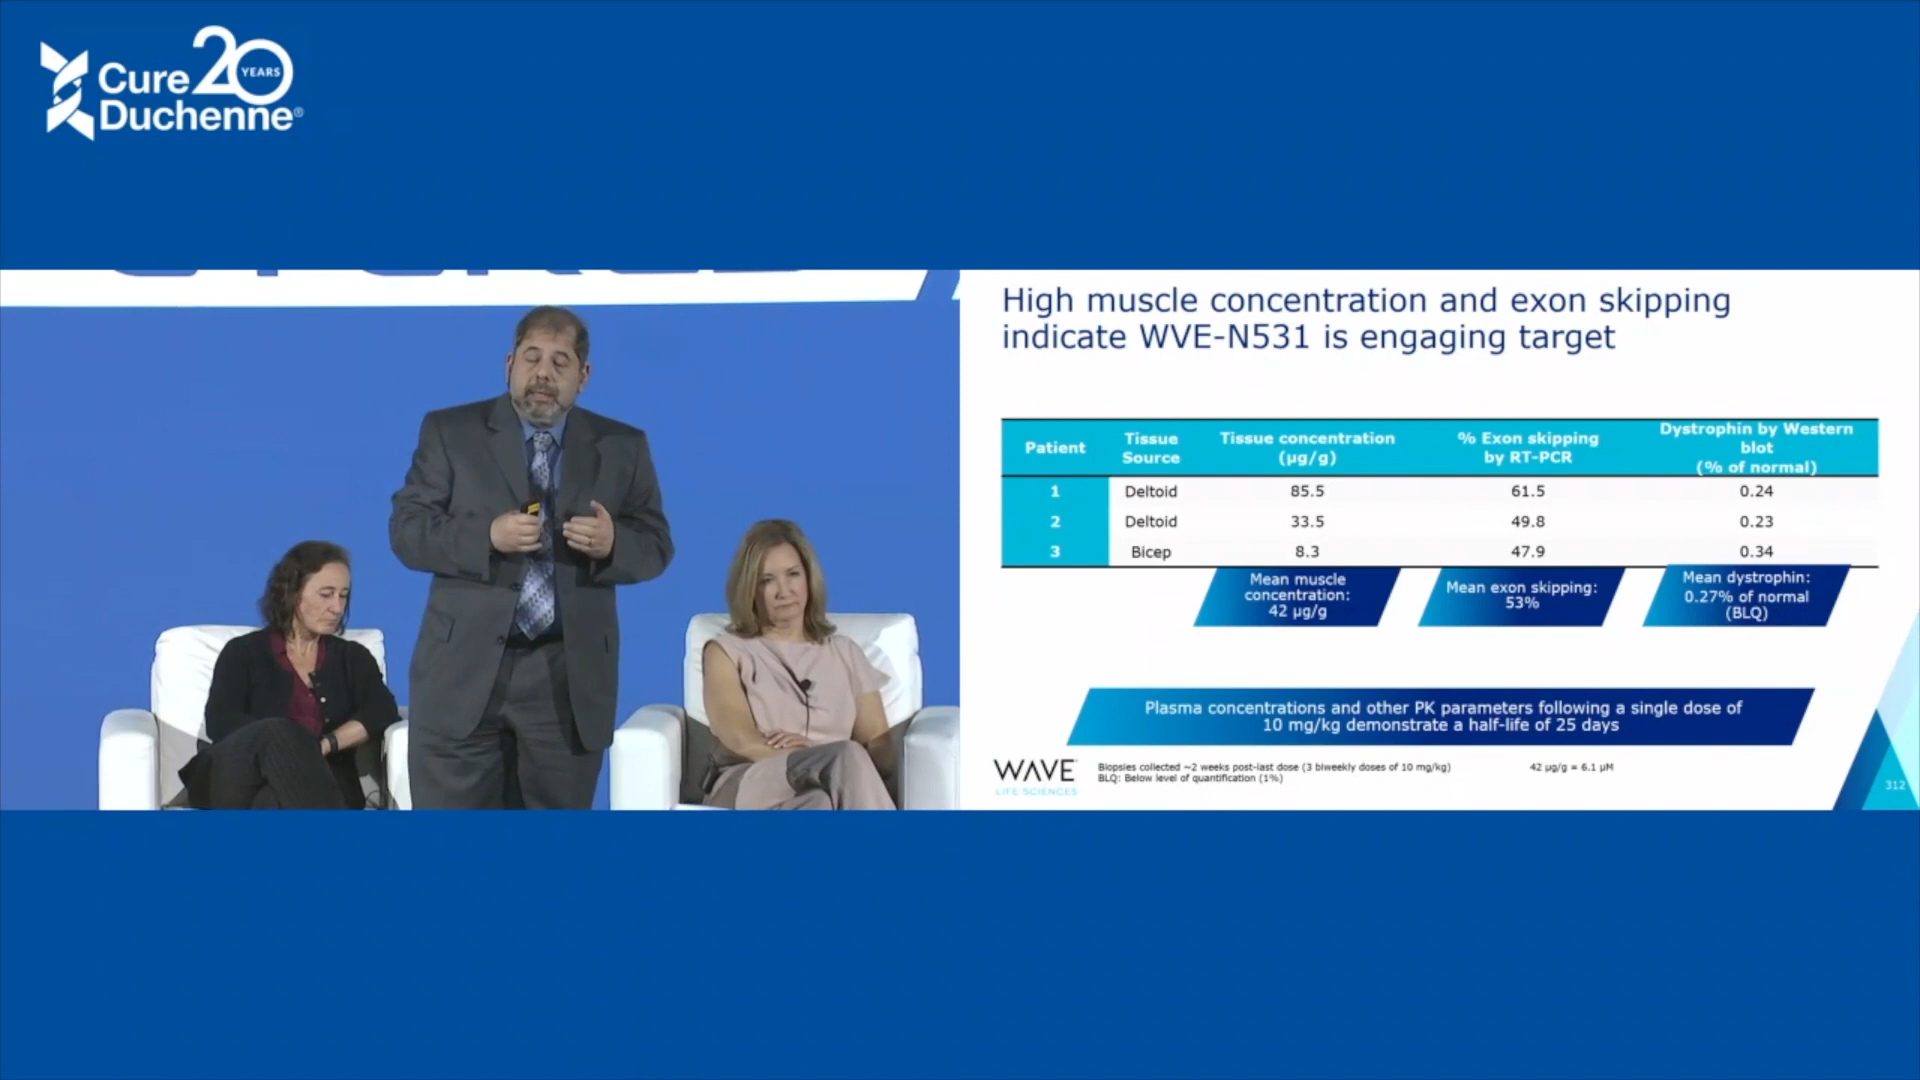 Cure 20 YEARS
Duchenne®
High muscle concentration and exon skipping
indicate WVE-N531 is engaging target
Patient
Tissue
Source
Tissue concentration
(µg/g)
% Exon skipping
by RT-PCR
Dystrophin by Western
blot
(% of normal)
1 Deltoid 85.5 61.5 0.24
2 Deltoid 33.5 49.8 0.23
3 Bicep 8.3 47.9 0.34
Mean muscle
concentration:
42 µg/g
Mean exon skipping:
53%
Mean dystrophin:
0.27% of normal
(BLQ)
Plasma concentrations and other PK parameters following a single dose of
10 mg/kg demonstrate a half-life of 25 days
WAVE
LIFE SCIENCES
Biopsies collected ~2 weeks post-last dose (3 biweekly doses of 10 mg/kg)
BLQ: Below level of quantification (1%)
42 µg/g = 6.1 µM
312